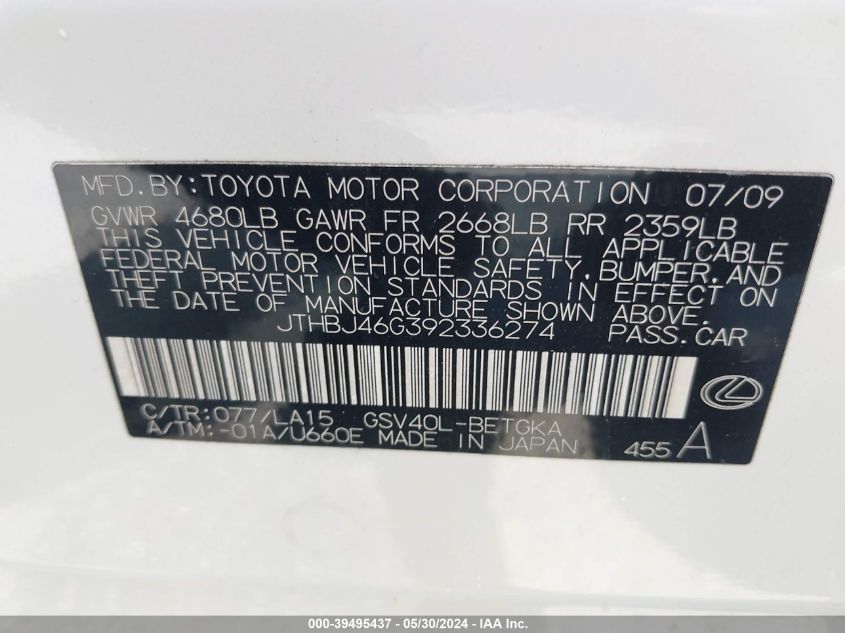 MFD.BY:TOYOTA MOTOR CORPORATION 07/09
GVWR 4680LB GAWR FR 2668LB RR 2359LB
THIS VEHICLE CONFORMS TO ALL APPLICABLE
FEDERAL MOTOR VEHICLE SAFETY,BUMPER,AND
THEFT PREVENTION STANDARDS IN EFFECT ON
THE DATE OF MANUFACTURE SHOWN ABOVE.
JTHBJ46G392336274 PASS.CAR
C/TR:077/LA15 GSV40L-BETGKA
A/TM:-01A/U660E MADE IN JAPAN 455 A
000-39495437 - 05/30/2024 - IAA, Inc.